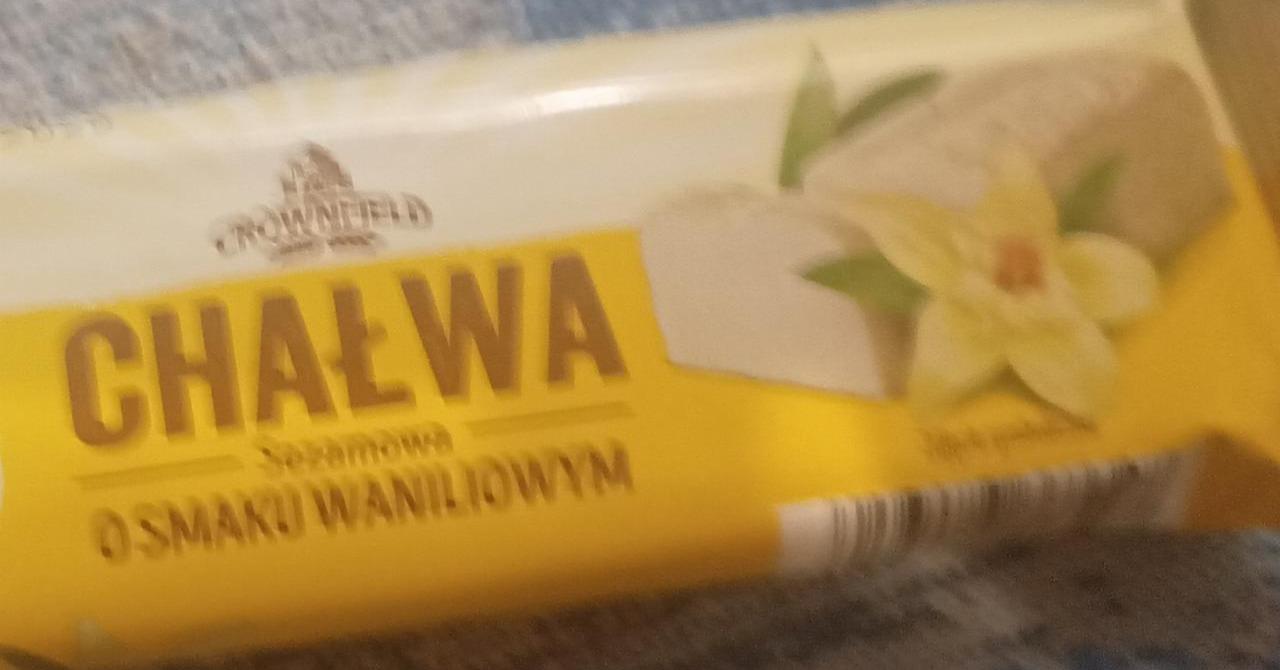 CROWNFIELD
CHAŁWA
Sezamowa
O SMAKU WANILIOWYM